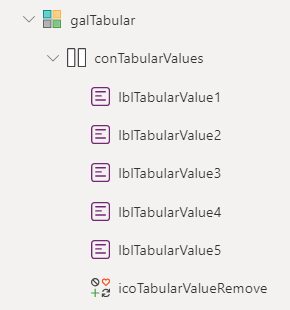 galTabular
conTabularValues
lblTabularValue1
lblTabularValue2
lblTabularValue3
lblTabularValue4
lblTabularValue5
icoTabularValueRemove